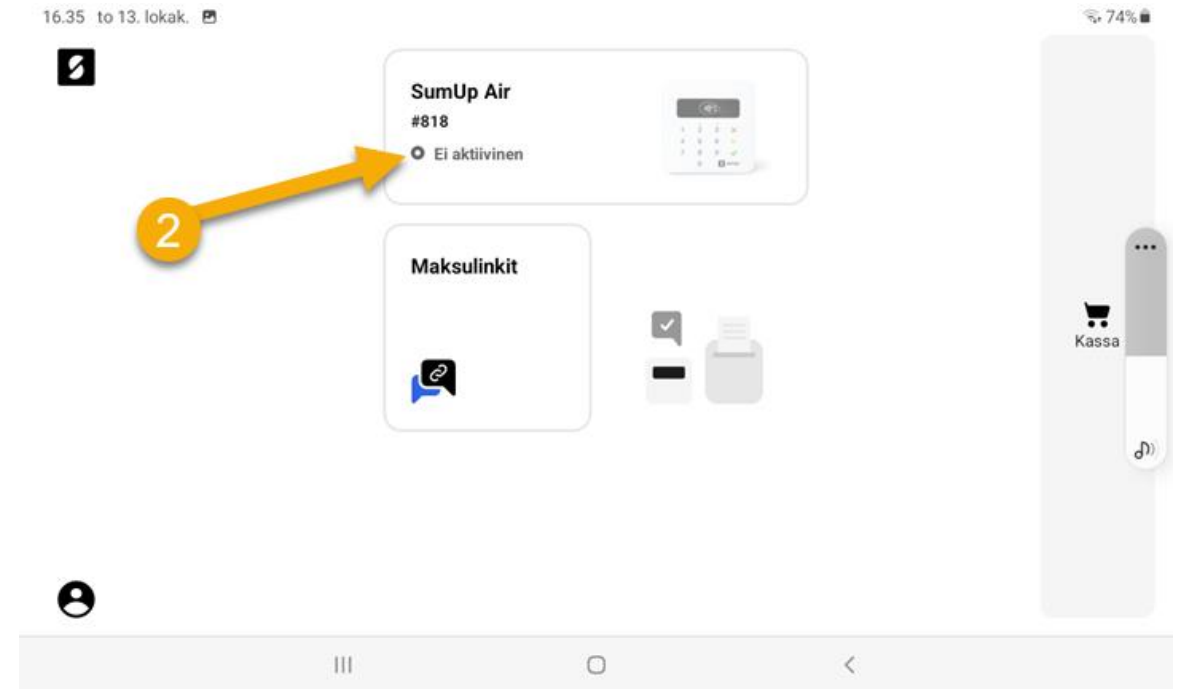 16.35 to 13. lokak. 74%
SumUp Air
#818
Ei aktiivinen
2
Maksulinkit
Kassa